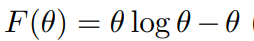 F(θ) = θ log θ − θ